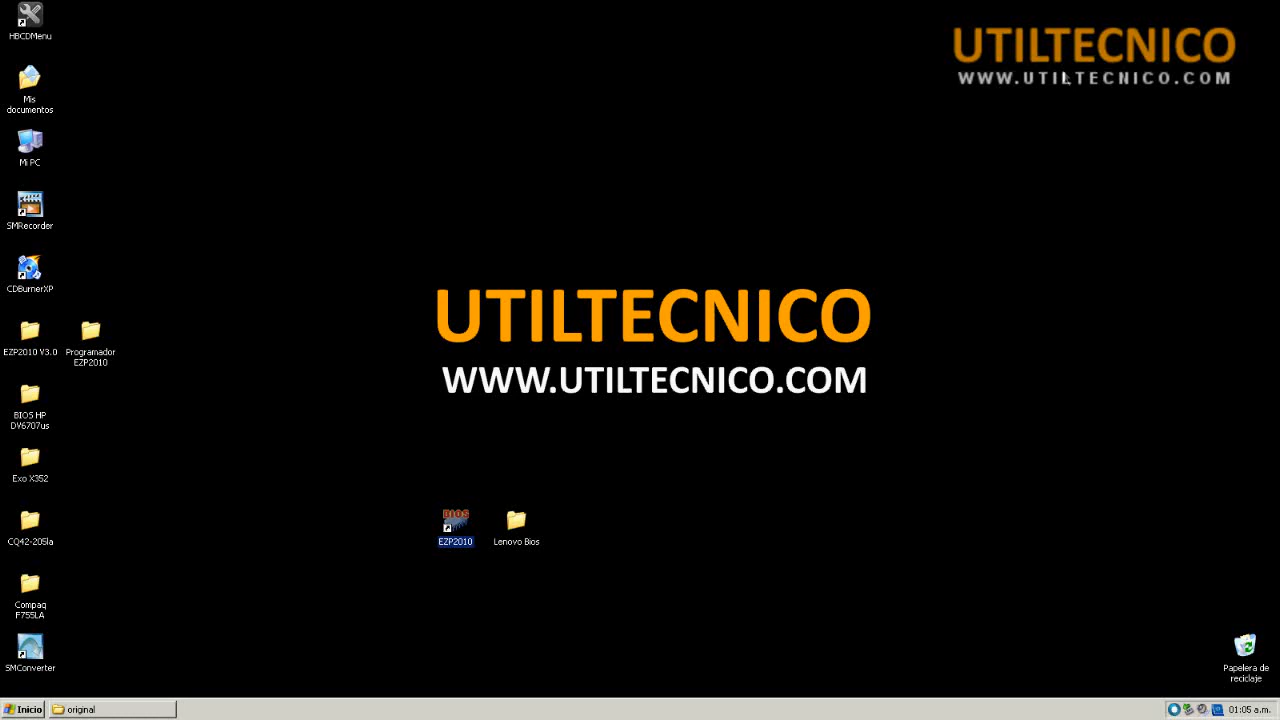 HBCDMenu
Mis
documentos
Mi PC
SMRecorder
CDBurnerXP
EZP2010 V3.0
Programador
EZP2010
BIOS HP
DV6707us
Exo X352
CQ42-205la
Compaq
F755LA
SMConverter
UTILTECNICO
WWW.UTILTECNICO.COM
UTILTECNICO
WWW.UTILTECNICO.COM
BIOS
EZP2010
Lenovo Bios
Papelera de
reciclaje
Inicio
original
01:05 a.m.